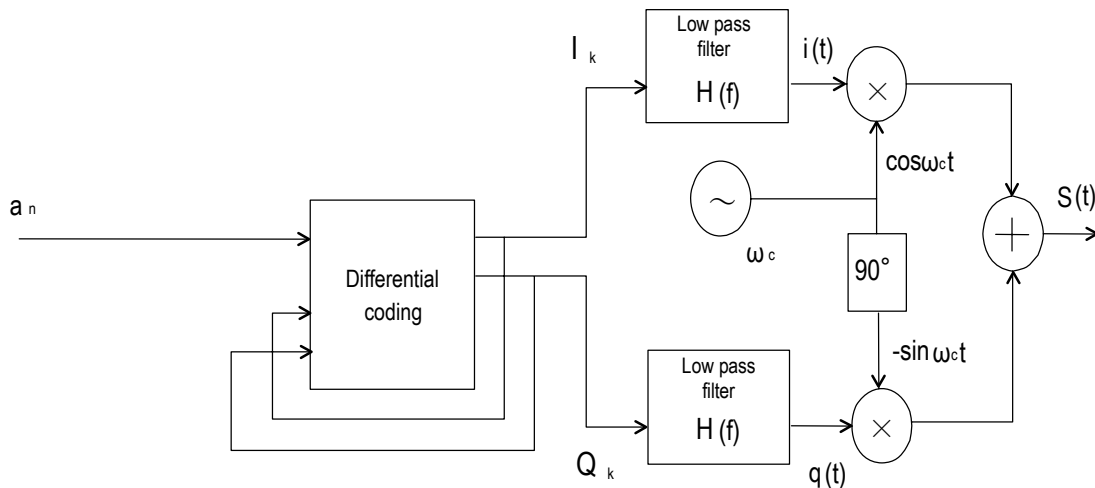 I k
Low pass
filter
H(f)
i(t)
×
cosωct
a n
~
ωc
S(t)
+
Differential
coding
90°
-sinωct
Low pass
filter
H(f)
×
Q k
q(t)